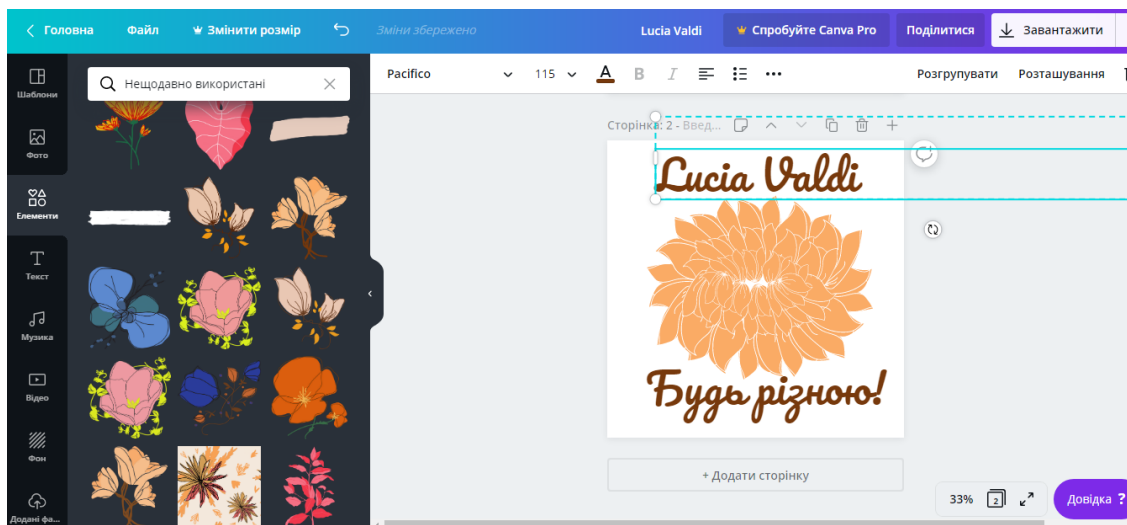 Головна Файл Змінити розмір Зміни збережено Lucia Valdi Спробуйте Canva Pro Поділитися Завантажити
Шаблони
Фото
Елементи
Текст
Музика
Відео
Фон
Додані фа...
Нещодавно використані
Pacifico 115 A B I Розгрупувати Розташування
Сторінка: 2 - Введ...
Lucia Valdi
Будь різною!
+ Додати сторінку
33% 2 Довідка ?